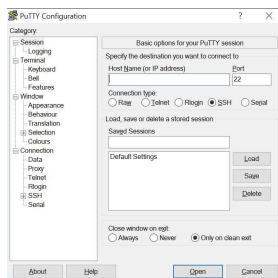 PuTTY Configuration
Category:
Session
Logging
Terminal
Keyboard
Bell
Features
Window
Appearance
Behaviour
Translation
Selection
Colours
Connection
Data
Proxy
Telnet
Rlogin
SSH
Serial
Basic options for your PuTTY session
Specify the destination you want to connect to
Host Name (or IP address) Port
22
Connection type:
Raw Telnet Rlogin SSH Serial
Load, save or delete a stored session
Saved Sessions
Default Settings
Load
Save
Delete
Close window on exit:
Always Never Only on clean exit
About Help Open Cancel